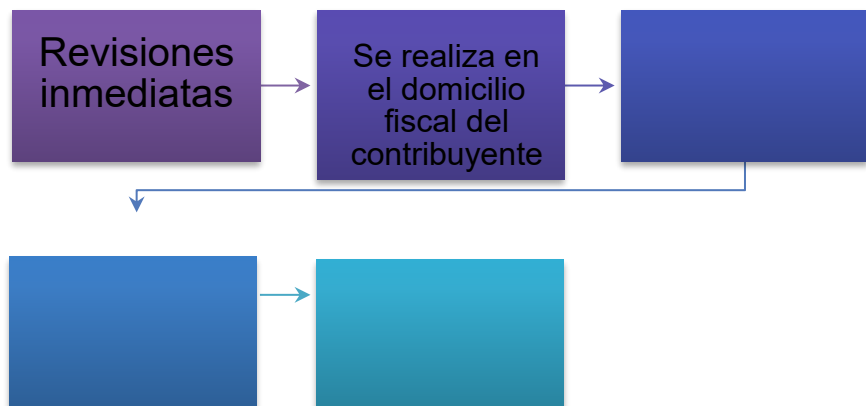 Revisiones
inmediatas
Se realiza en
el domicilio
fiscal del
contribuyente